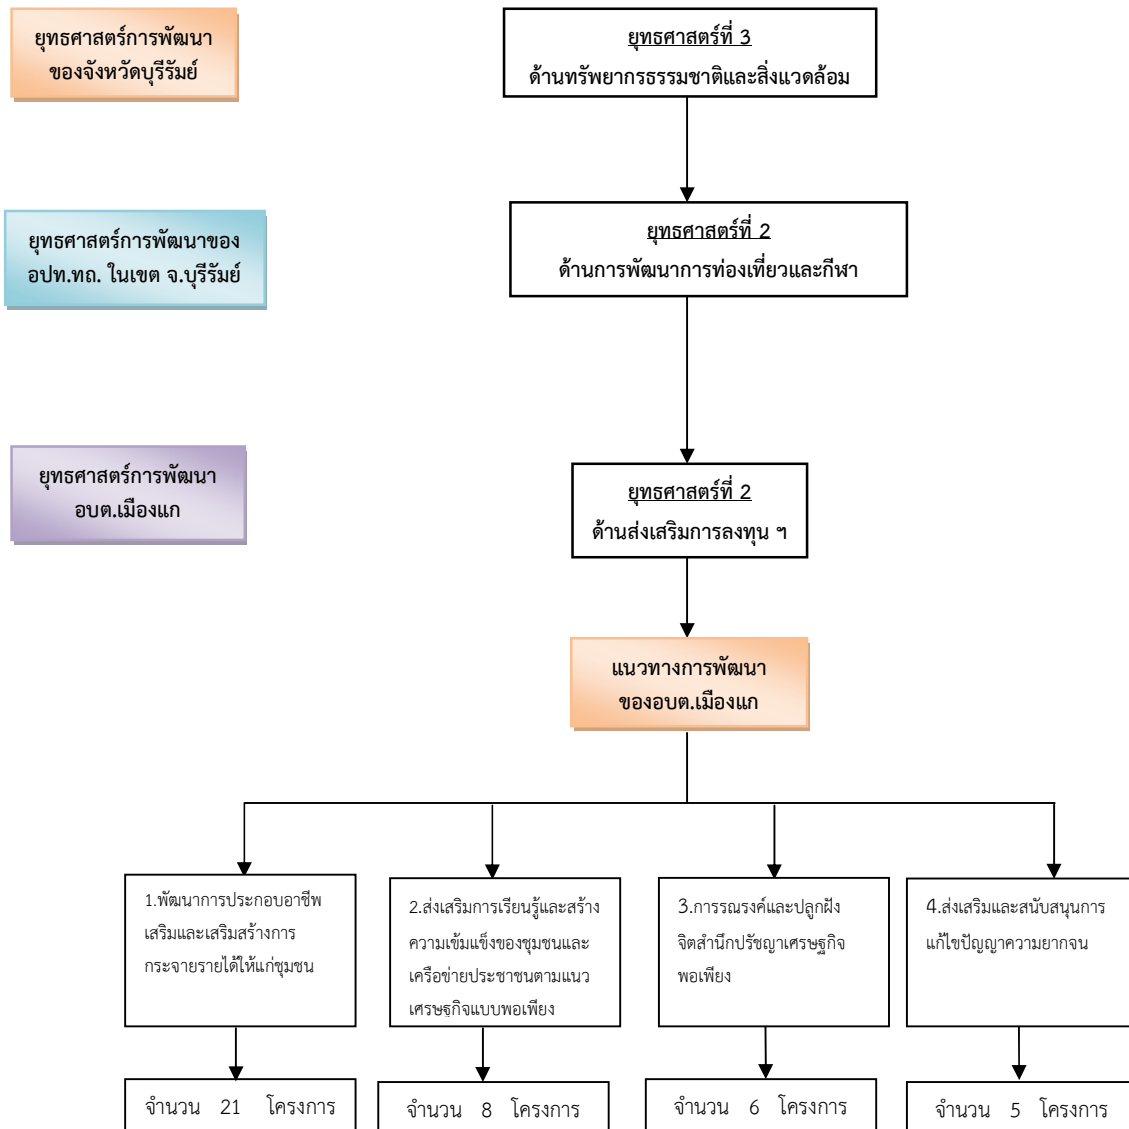 ยุทธศาสตร์การพัฒนา
ของจังหวัดบุรีรัมย์
ยุทธศาสตร์ที่ 3
ด้านทรัพยากรธรรมชาติและสิ่งแวดล้อม
ยุทธศาสตร์การพัฒนาของ
อปท.ทถ. ในเขต จ.บุรีรัมย์
ยุทธศาสตร์ที่ 2
ด้านการพัฒนาการท่องเที่ยวและกีฬา
ยุทธศาสตร์การพัฒนา
อบต.เมืองแก
ยุทธศาสตร์ที่ 2
ด้านส่งเสริมการลงทุน ฯ
แนวทางการพัฒนา
ของอบต.เมืองแก
1.พัฒนาการประกอบอาชีพ
เสริมและเสริมสร้างการ
กระจายรายได้ให้แก่ชุมชน
2.ส่งเสริมการเรียนรู้และสร้าง
ความเข้มแข็งของชุมชนและ
เครือข่ายประชาชนตามแนว
เศรษฐกิจแบบพอเพียง
3.การรณรงค์และปลูกฝัง
จิตสำนึกปรัชญาเศรษฐกิจ
พอเพียง
4.ส่งเสริมและสนับสนุนการ
แก้ไขปัญญาความยากจน
จำนวน 21 โครงการ
จำนวน 8 โครงการ
จำนวน 6 โครงการ
จำนวน 5 โครงการ